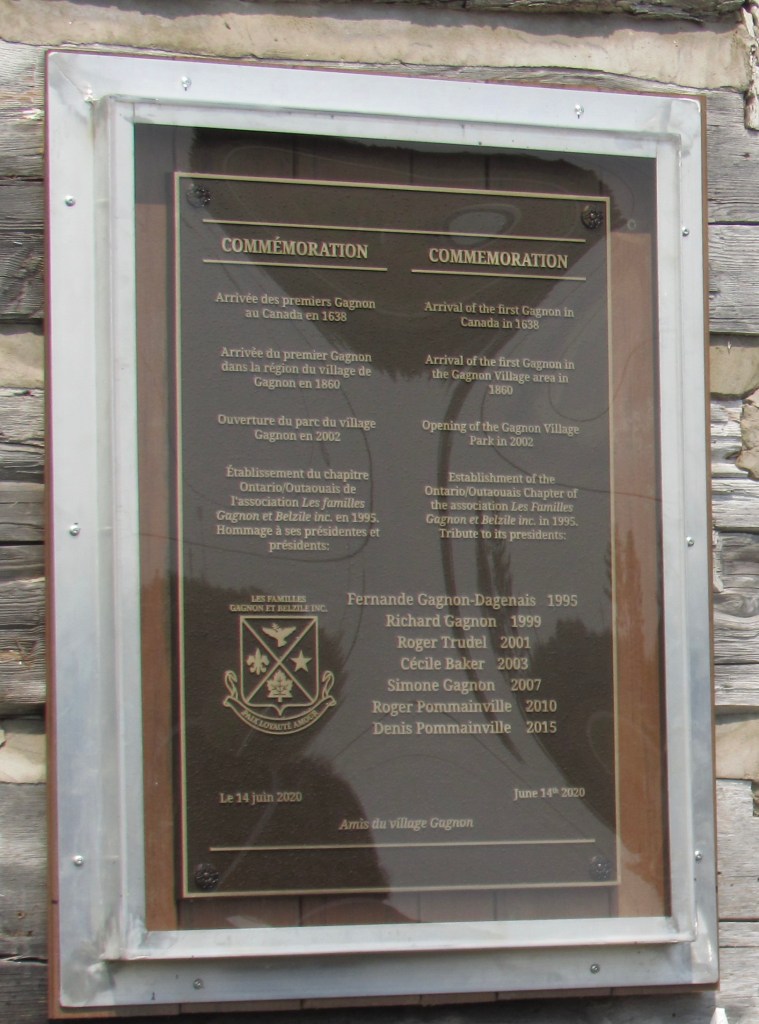 COMMÉMORATION
Arrivée des premiers Gagnon
au Canada en 1638
Arrivée du premier Gagnon
dans la région du village de
Gagnon en 1860
Ouverture du parc du village
Gagnon en 2002
Établissement du chapitre
Ontario/Outaouais de
l'association Les familles
Gagnon et Belzile inc. en 1995.
Hommage à ses présidentes et
présidents:
COMMEMORATION
Arrival of the first Gagnon in
Canada in 1638
Arrival of the first Gagnon in
the Gagnon Village area in
1860
Opening of the Gagnon Village
Park in 2002
Establishment of the
Ontario/Outaouais Chapter of
the association Les Familles
Gagnon et Belzile inc. in 1995.
Tribute to its presidents:
LES FAMILLES
GAGNON ET BELZILE INC.
PAIX LOYAUTÉ AMOUR
Fernande Gagnon-Dagenais 1995
Richard Gagnon 1999
Roger Trudel 2001
Cécile Baker 2003
Simone Gagnon 2007
Roger Pommainville 2010
Denis Pommainville 2015
Le 14 juin 2020
June 14th 2020
Amis du village Gagnon